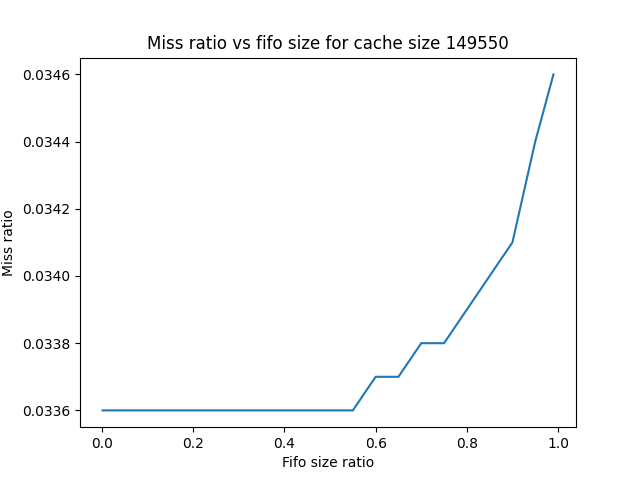 Miss ratio vs fifo size for cache size 149550
0.0346
0.0344
0.0342
0.0340
0.0338
0.0336
Miss ratio
0.0 0.2 0.4 0.6 0.8 1.0
Fifo size ratio